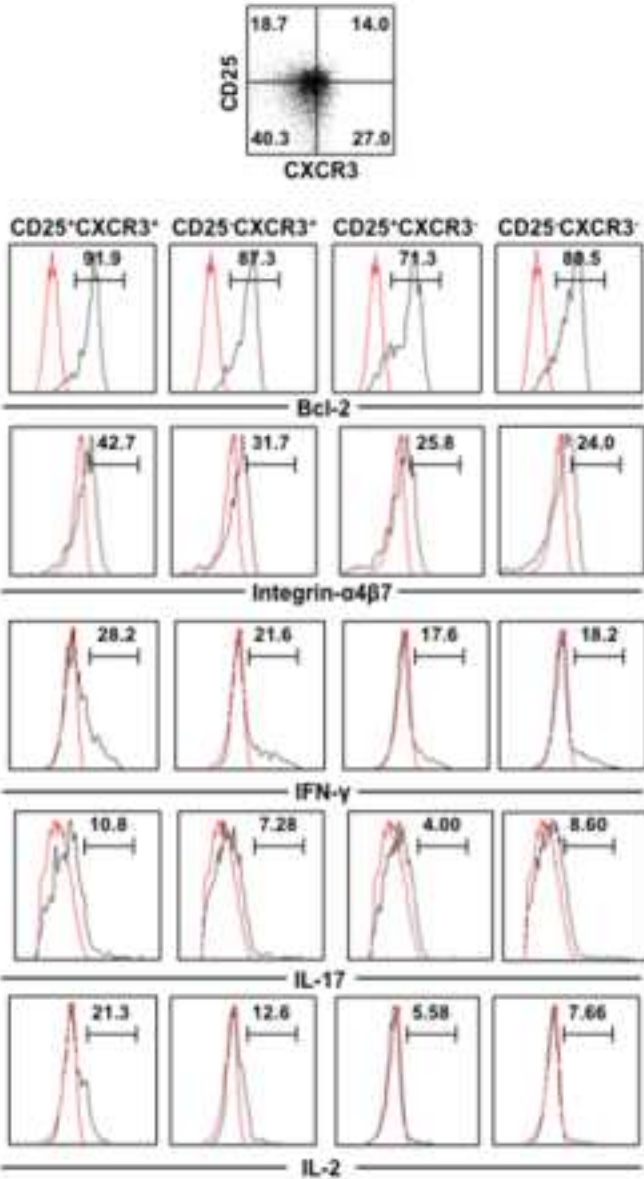 18.7 14.0
CD25
40.3 27.0
CXCR3
CD25⁺CXCR3⁺ CD25⁻CXCR3⁺ CD25⁺CXCR3⁻ CD25⁻CXCR3⁻
91.9 87.3 71.3 88.5
Bcl-2
42.7 31.7 25.8 24.0
Integrin-α4β7
28.2 21.6 17.6 18.2
IFN-γ
10.8 7.28 4.00 8.60
IL-17
21.3 12.6 5.58 7.66
IL-2